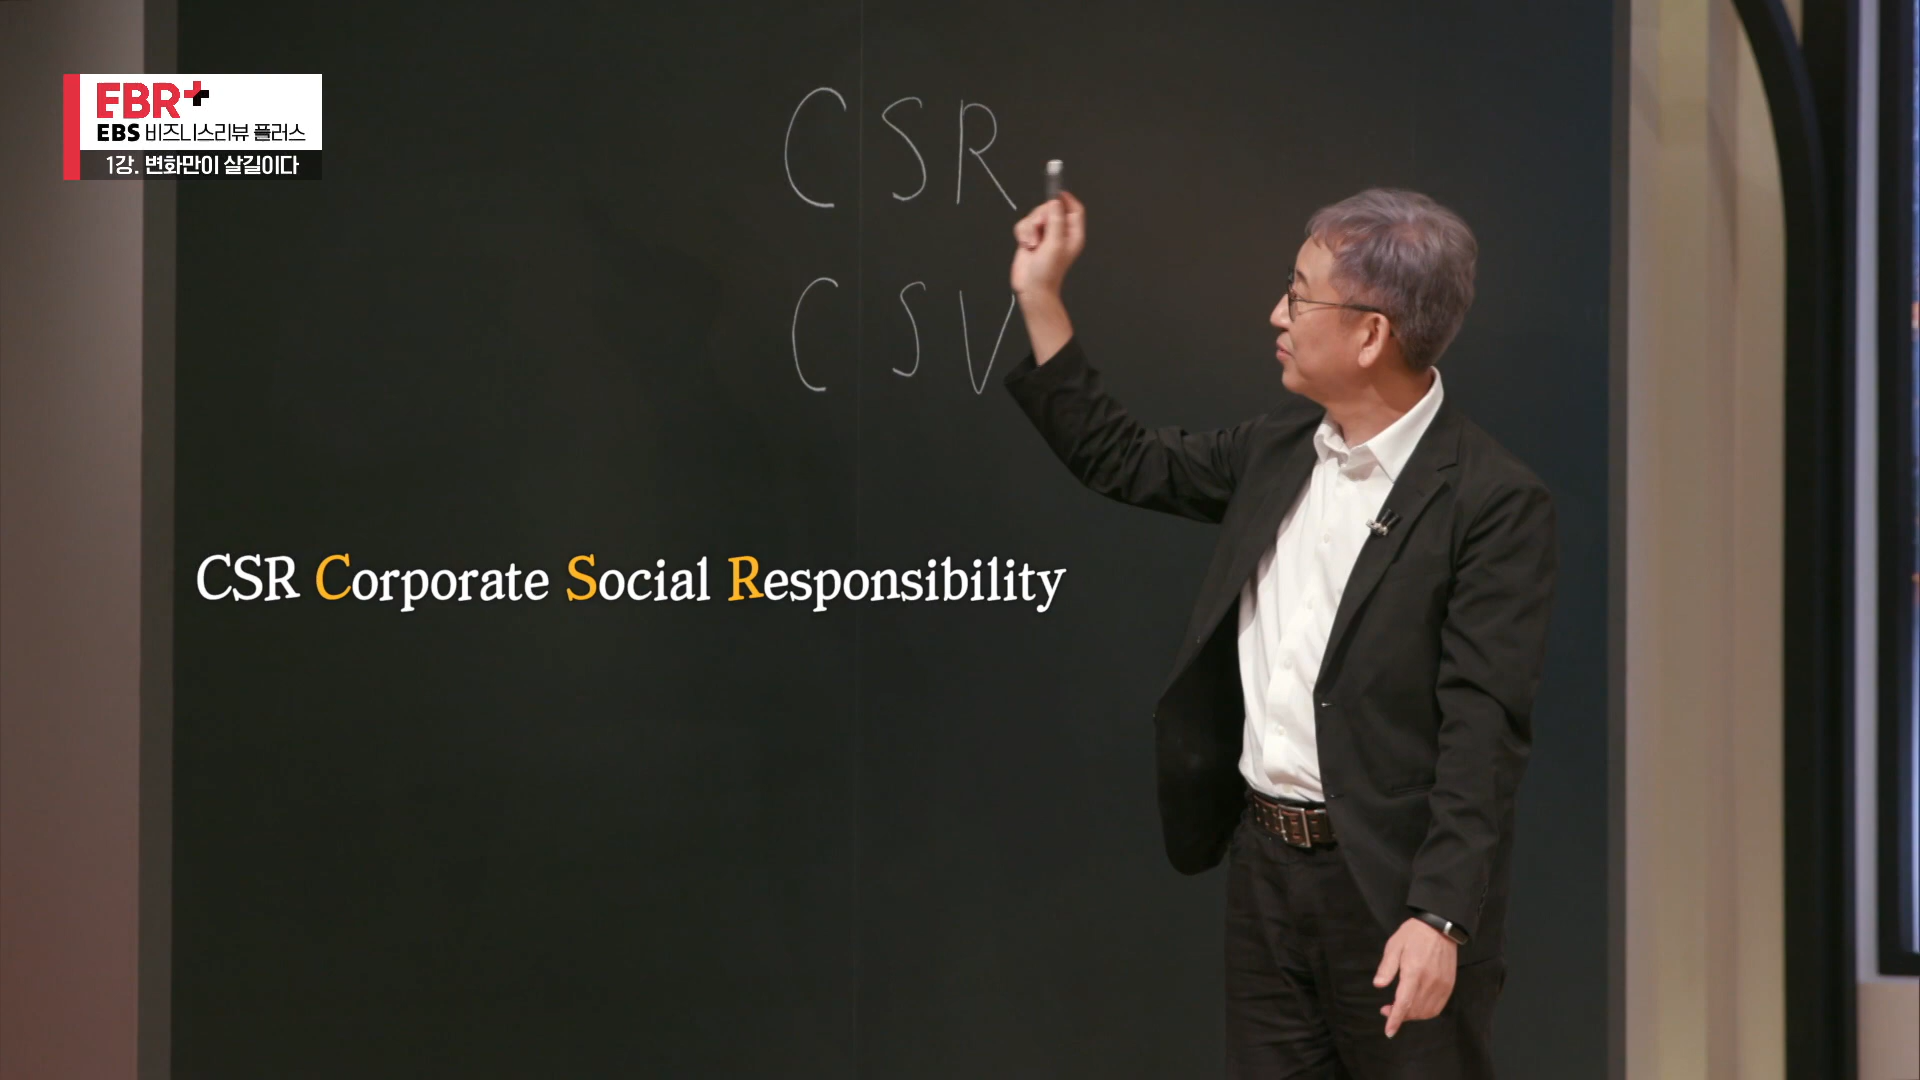 EBR+
EBS 비즈니스리뷰 플러스
1강. 변화만이 살길이다
CSR
CSV
CSR Corporate Social Responsibility